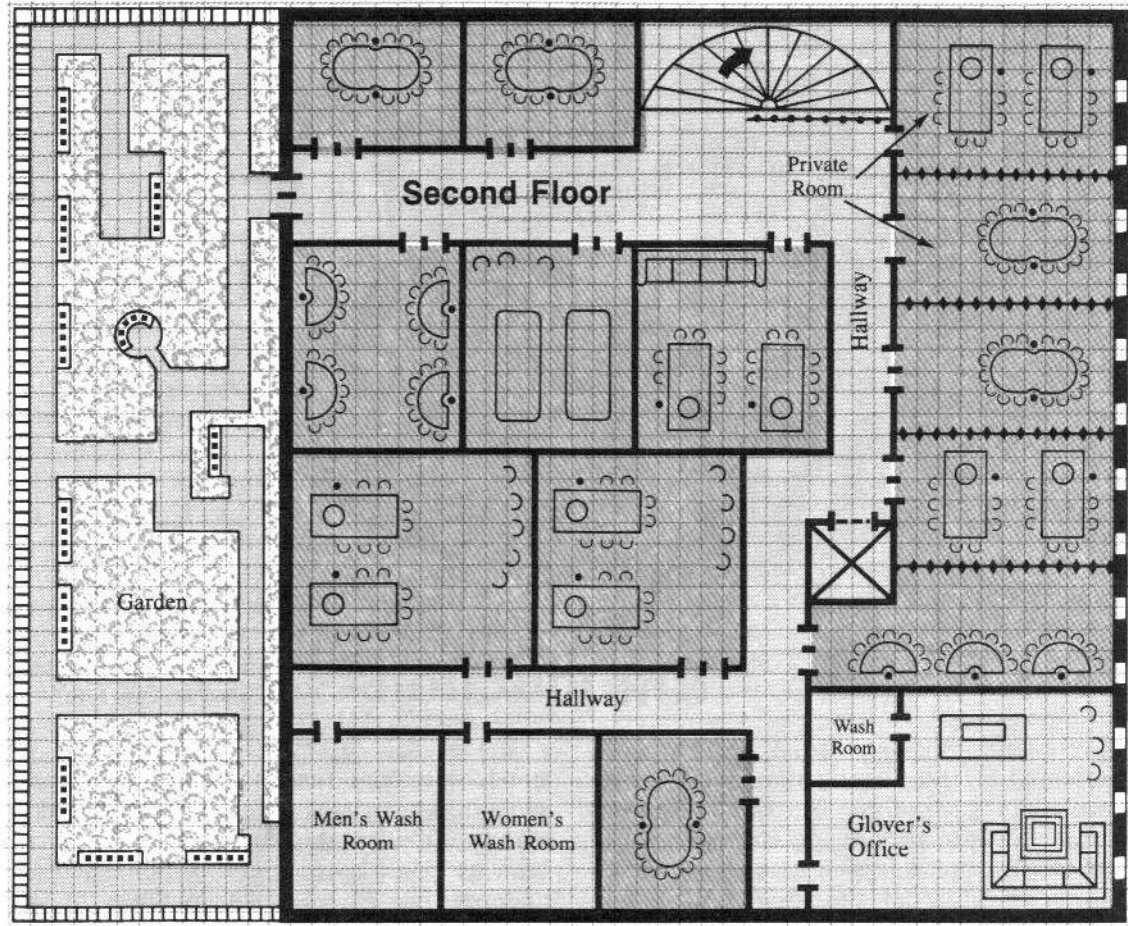 Second Floor
Private
Room
Hallway
Garden
Hallway
Wash
Room
Men's Wash
Room
Women's
Wash Room
Glover's
Office